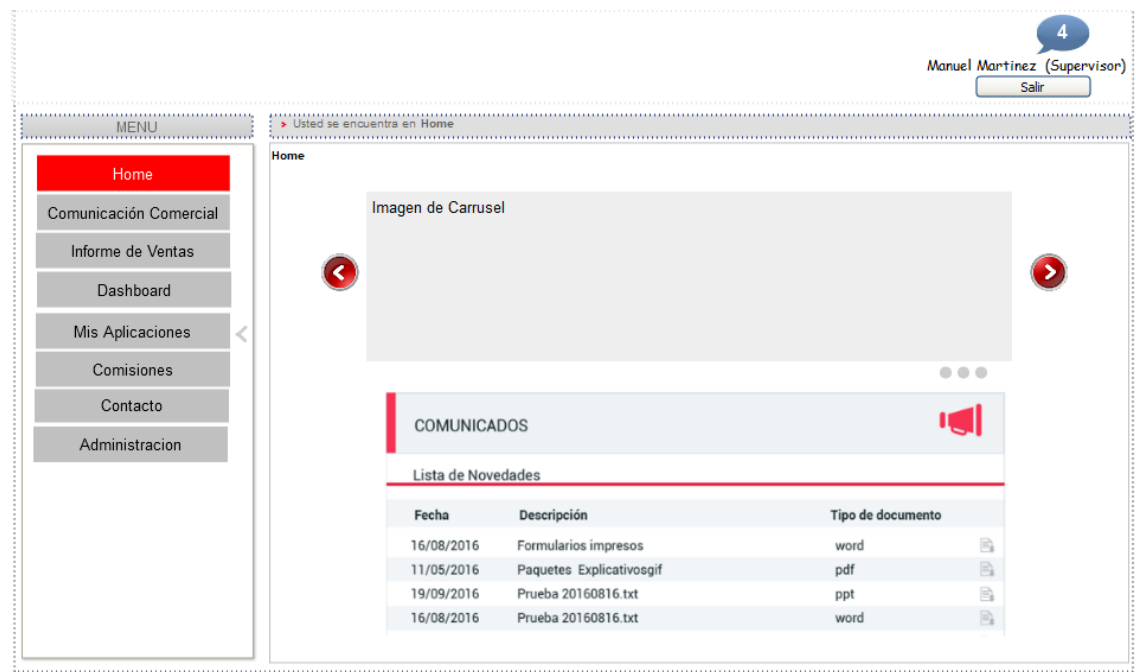 4
Manuel Martinez (Supervisor)
Salir
MENU
Usted se encuentra en Home
Home
Comunicación Comercial
Informe de Ventas
Dashboard
Mis Aplicaciones
Comisiones
Contacto
Administracion
Home
Imagen de Carrusel
COMUNICADOS
Lista de Novedades
Fecha Descripción Tipo de documento
16/08/2016 Formularios impresos word
11/05/2016 Paquetes Explicativosgif pdf
19/09/2016 Prueba 20160816.txt ppt
16/08/2016 Prueba 20160816.txt word